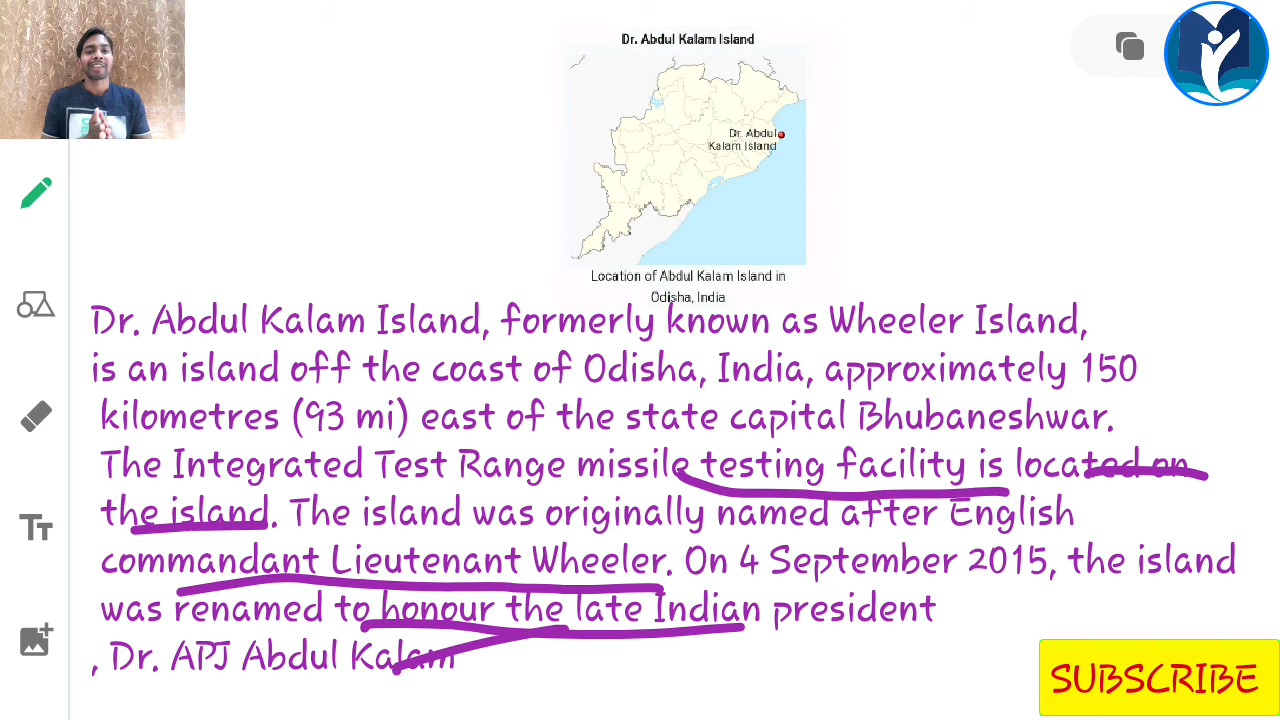 Dr. Abdul Kalam Island
Dr. Abdul
Kalam Island
Location of Abdul Kalam Island in
Odisha, India
Dr. Abdul Kalam Island, formerly known as Wheeler Island,
is an island off the coast of Odisha, India, approximately 150
kilometres (93 mi) east of the state capital Bhubaneshwar.
The Integrated Test Range missile testing facility is located on
the island. The island was originally named after English
commandant Lieutenant Wheeler. On 4 September 2015, the island
was renamed to honour the late Indian president
, Dr. APJ Abdul Kalam
TT
SUBSCRIBE